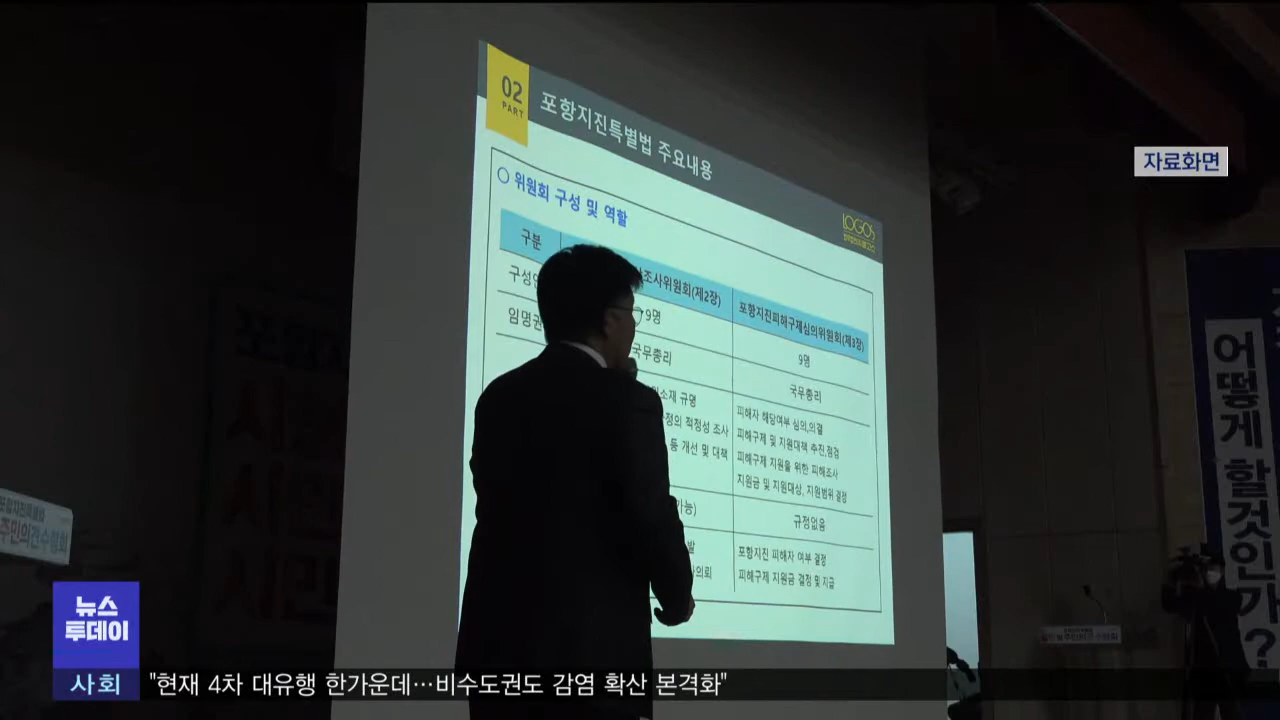 02
PART
포항지진특별법 주요내용
자료화면
LOGOS
○ 위원회 구성 및 역할
구분
조사위원회(제2장)
포항지진피해구제심의위원회(제3장)
9명
9명
국무총리
국무총리
규명
적정성 조사
등 개선 및 대책
피해자 해당여부 심의,의결
피해구제 및 지원대책 추진,점검
피해구제 지원을 위한 피해조사
지원금 및 지원대상, 지원범위 결정
규정없음
포항지진 피해자 여부 결정
피해구제 지원금 결정 및 지급
어떻게 할것인가?
주민의견수렴회
뉴스
투데이
사회
"현재 4차 대유행 한가운데…비수도권도 감염 확산 본격화"